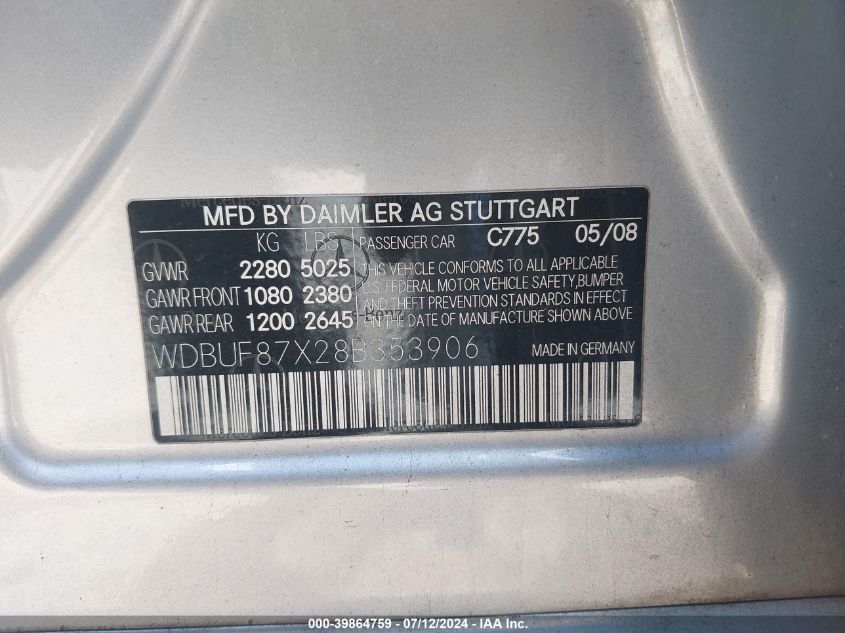 MFD BY DAIMLER AG STUTTGART
KG LBS PASSENGER CAR C775 05/08
GVWR 2280 5025 THIS VEHICLE CONFORMS TO ALL APPLICABLE
GAWR FRONT 1080 2380 U.S. FEDERAL MOTOR VEHICLE SAFETY, BUMPER
AND THEFT PREVENTION STANDARDS IN EFFECT
GAWR REAR 1200 2645 ON THE DATE OF MANUFACTURE SHOWN ABOVE
WDBUF87X28B353906 MADE IN GERMANY
000-39864759 - 07/12/2024 - IAA Inc.